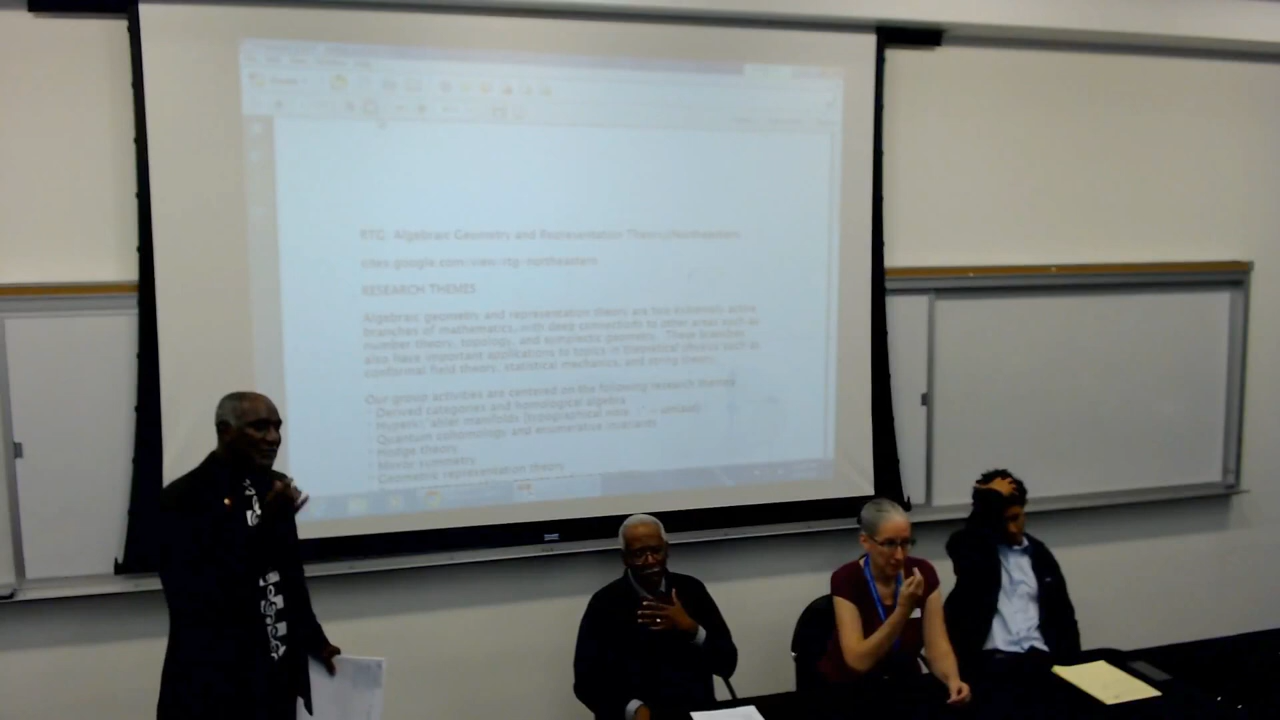 RTG: Algebraic Geometry and Representation Theory@Northeastern
sites.google.com/view/rtg-northeastern
RESEARCH THEMES
Algebraic geometry and representation theory are two extremely active
branches of mathematics, with deep connections to other areas such as
number theory, topology, and symplectic geometry. These branches
also have important applications to topics in theoretical physics such as
conformal field theory, statistical mechanics, and string theory.
Our group activities are centered on the following research themes:
Derived categories and homological algebra
manifolds (typographical
Quantum cohomology and enumerative invariants
Hodge theory
Mirror symmetry
Geometric representation theory